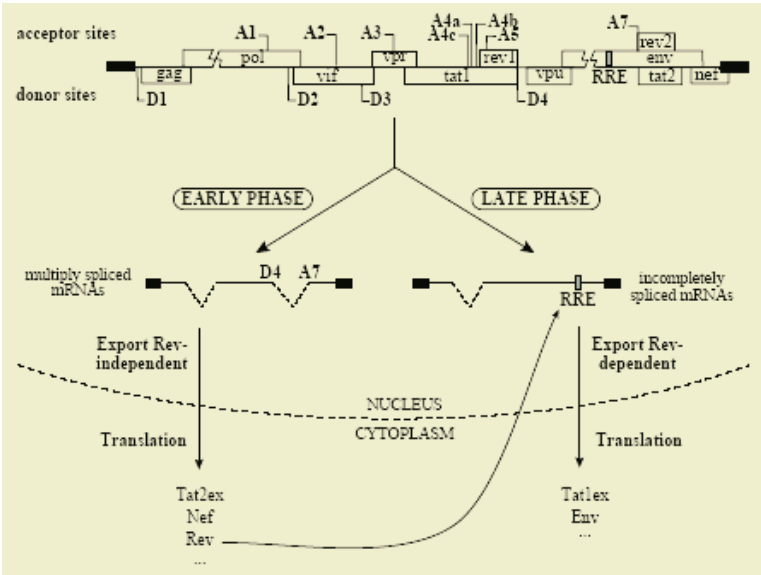 A4a A4b
acceptor sites A1 A2 A3 A4c A5 A7
rev2
pol vpr rev1 env
gag vif tat1 vpu RRE tat2 nef
donor sites D1 D2 D3 D4
EARLY PHASE LATE PHASE
multiply spliced
mRNAs
D4 A7
RRE
incompletely
spliced mRNAs
Export Rev-
independent
Export Rev-
dependent
NUCLEUS
CYTOPLASM
Translation Translation
Tat2ex
Nef
Rev
...
Tat1ex
Env
...